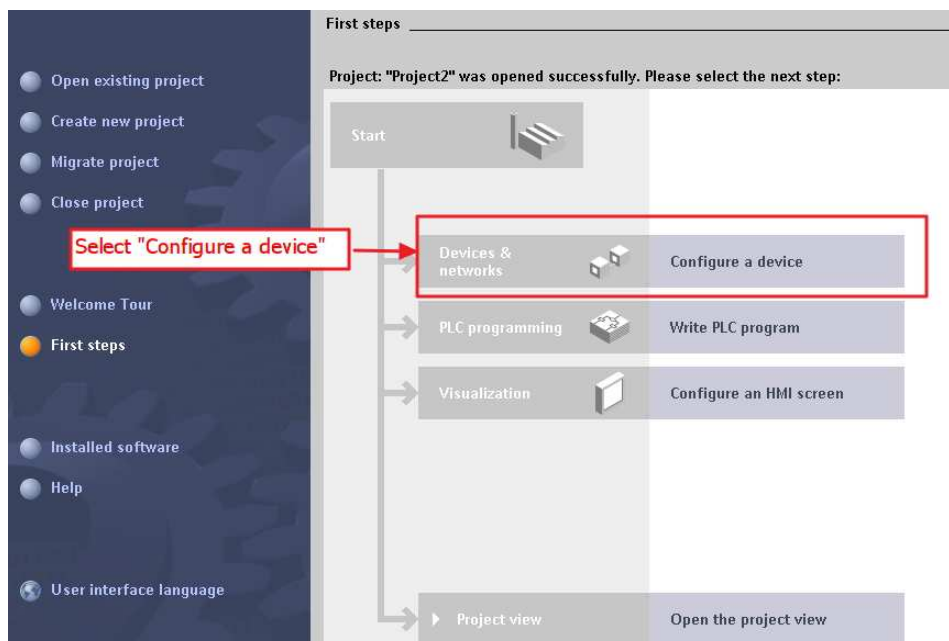 First steps
Open existing project
Create new project
Migrate project
Close project
Welcome Tour
First steps
Installed software
Help
User interface language
Project: "Project2" was opened successfully. Please select the next step:
Start
Select "Configure a device"
Devices &
networks
Configure a device
PLC programming
Write PLC program
Visualization
Configure an HMI screen
Project view
Open the project view